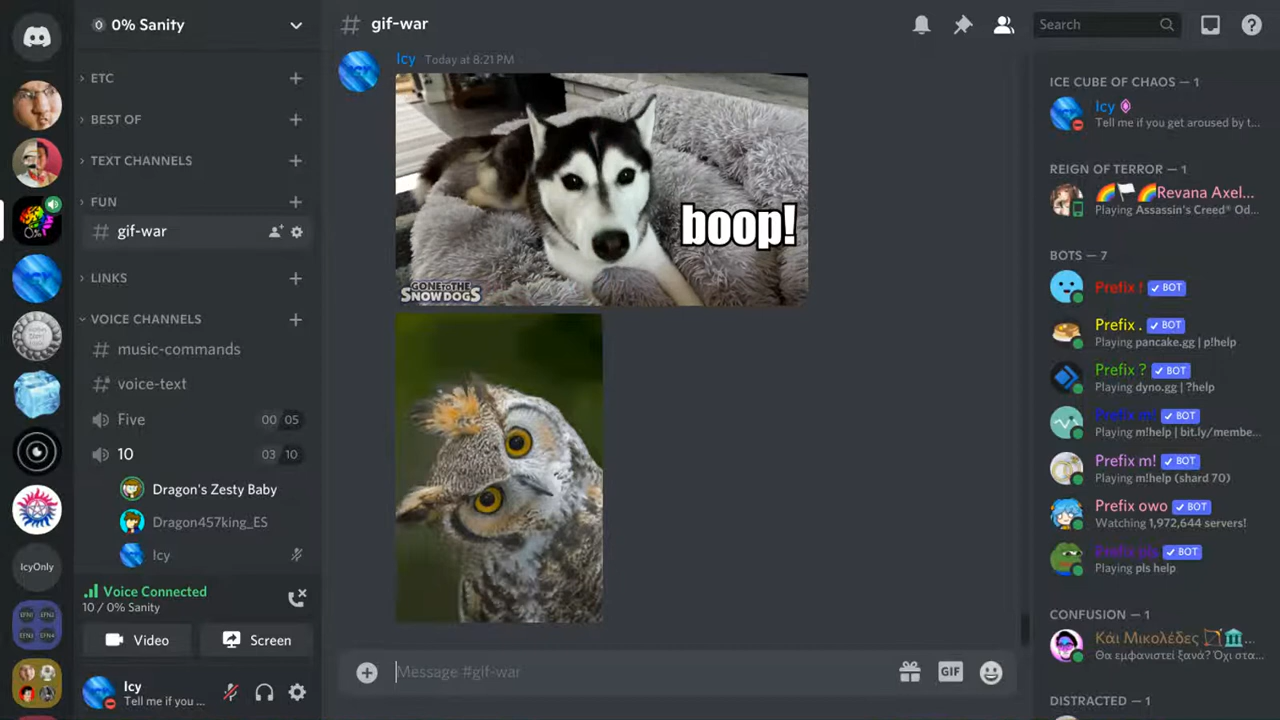 0% Sanity
ETC
BEST OF
TEXT CHANNELS
FUN
gif-war
LINKS
VOICE CHANNELS
music-commands
voice-text
Five
00 05
10
03 10
Dragon's Zesty Baby
Dragon457king_ES
Icy
Voice Connected
10 / 0% Sanity
Video
Screen
Icy
Tell me if you ...
IcyOnly
# gif-war
Search
Icy Today at 8:21 PM
boop!
GONE TO THE
SNOW DOGS
Message #gif-war
GIF
ICE CUBE OF CHAOS — 1
Icy
Tell me if you get aroused by t...
REIGN OF TERROR — 1
🌈🏳🌈Revana Axel...
Playing Assassin's Creed® Od...
BOTS — 7
Prefix ! ✓ BOT
Prefix . ✓ BOT
Playing pancake.gg | p!help
Prefix ? ✓ BOT
Playing dyno.gg | ?help
Prefix m! ✓ BOT
Playing m!help | bit.ly/membe...
Prefix m! ✓ BOT
Playing m!help (shard 70)
Prefix owo ✓ BOT
Watching 1,972,644 servers!
Prefix pls ✓ BOT
Playing pls help
CONFUSION — 1
Κάι Μικολέδες 🏹🏛...
Θα εμφανιστεί ξανά? Όχι στα...
DISTRACTED — 1